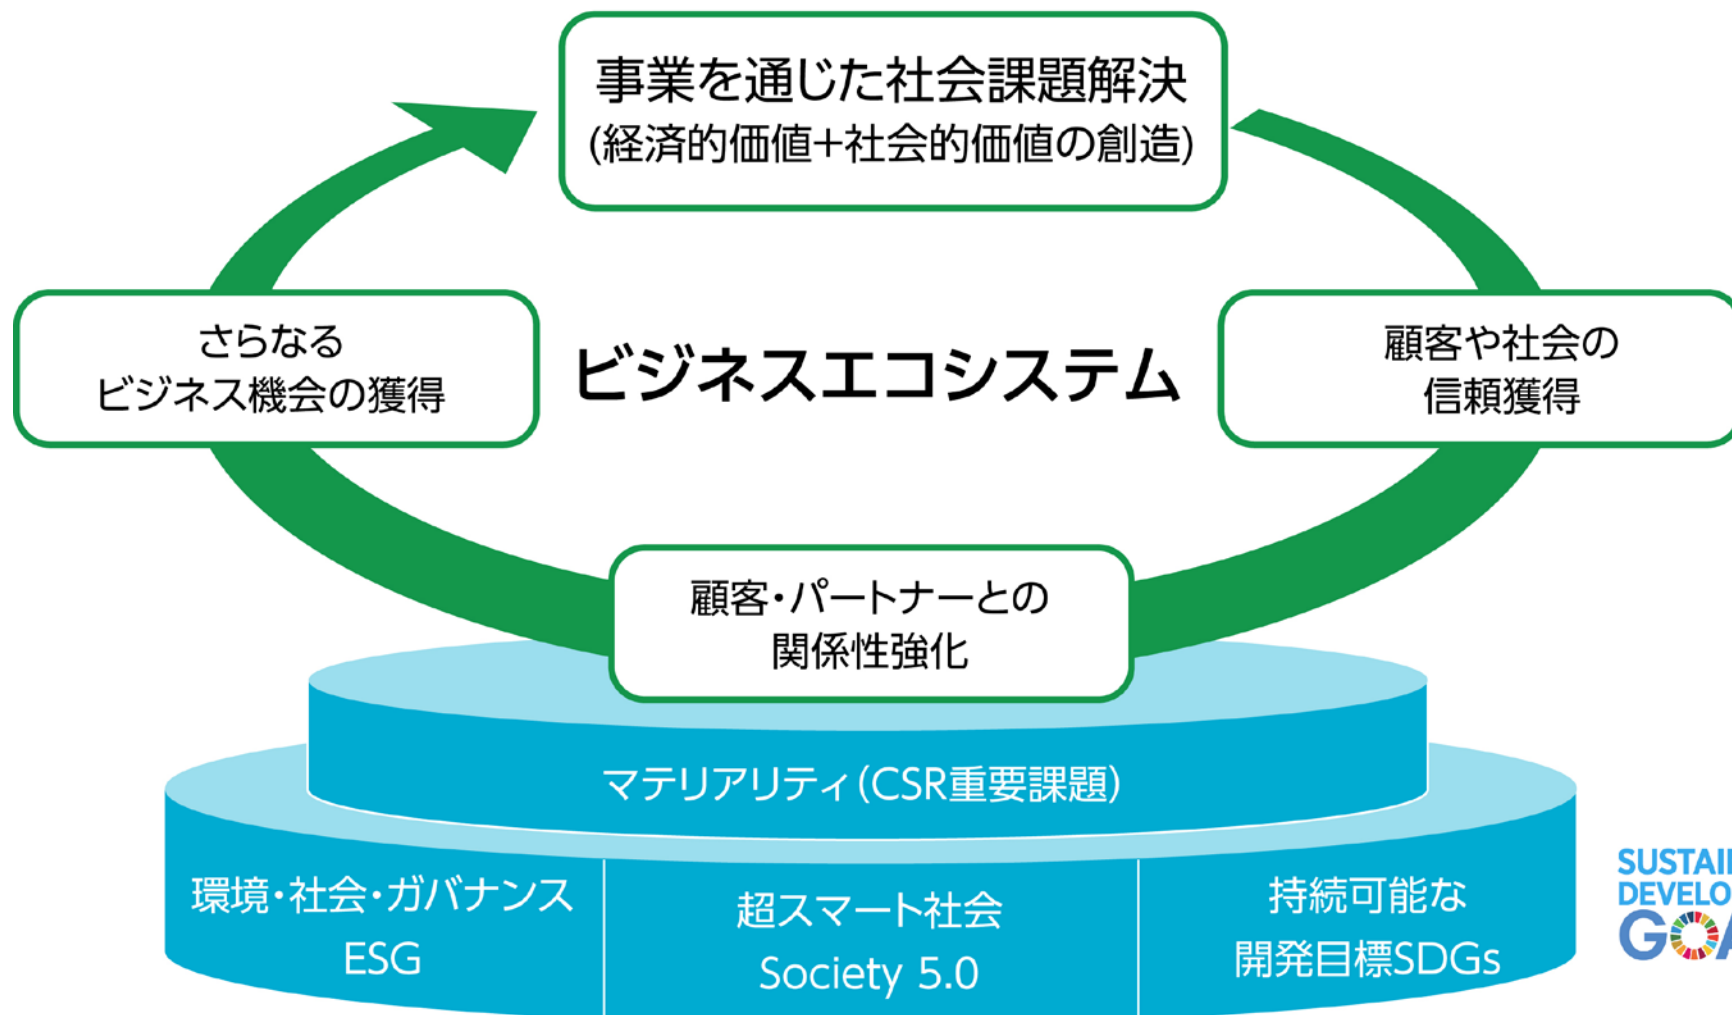 事業を通じた社会課題解決
(経済的価値+社会的価値の創造)
さらなる
ビジネス機会の獲得
ビジネスエコシステム
顧客や社会の
信頼獲得
顧客・パートナーとの
関係性強化
マテリアリティ(CSR重要課題)
環境・社会・ガバナンス
ESG
超スマート社会
Society 5.0
持続可能な
開発目標SDGs